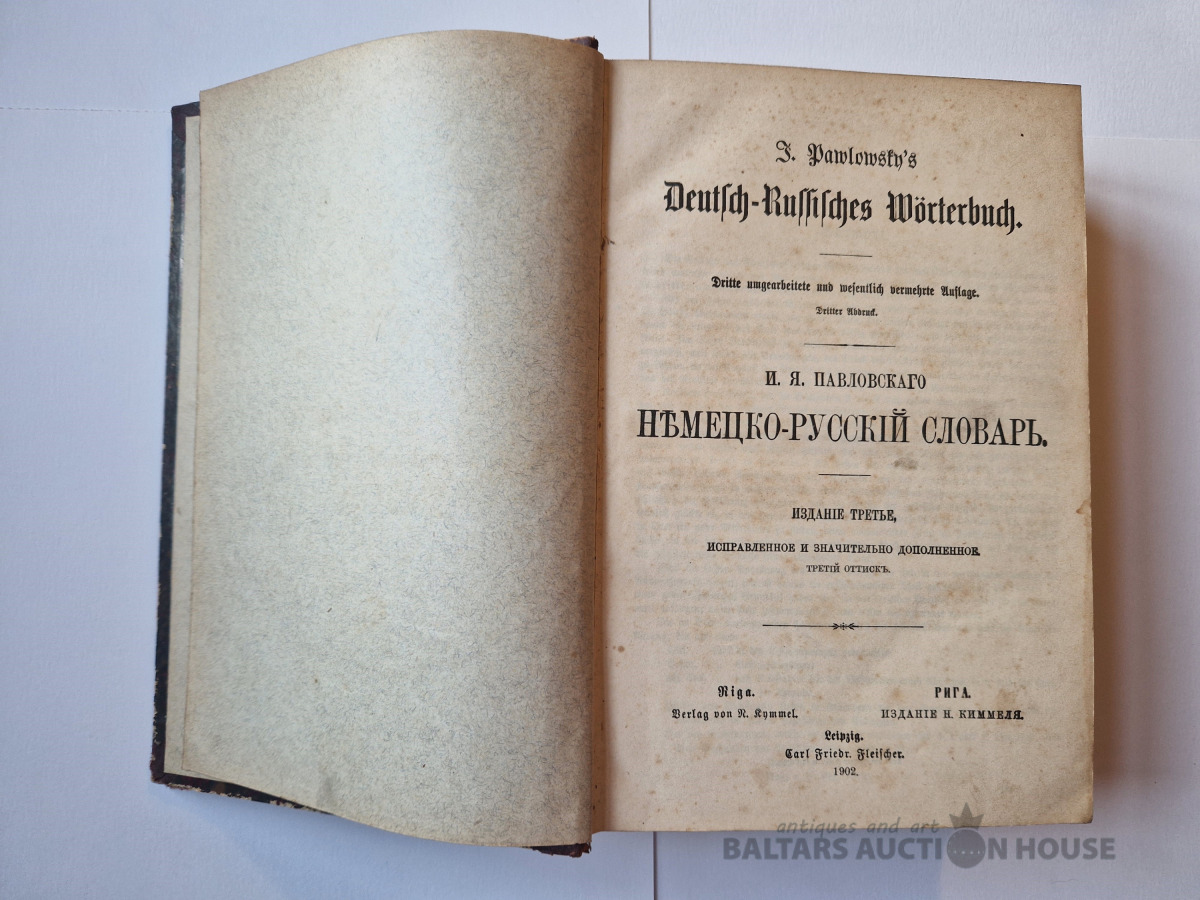 J. Pawlowsky's
Deutsch-Russisches Wörterbuch.
Dritte umgearbeitete und wesentlich vermehrte Auflage.
Dritter Abdruck.
И. Я. ПАВЛОВСКАГО
НѢМЕЦКО-РУССКІЙ СЛОВАРЬ.
ИЗДАНІЕ ТРЕТЬЕ,
ИСПРАВЛЕННОЕ И ЗНАЧИТЕЛЬНО ДОПОЛНЕННОЕ.
ТРЕТІЙ ОТТИСКЪ.
Riga.
Verlag von N. Kymmel.
РИГА.
ИЗДАНІЕ Н. КИММЕЛЯ.
Leipzig.
Carl Friedr. Fleischer.
1902.
antiques and art
BALTARS AUCTION HOUSE